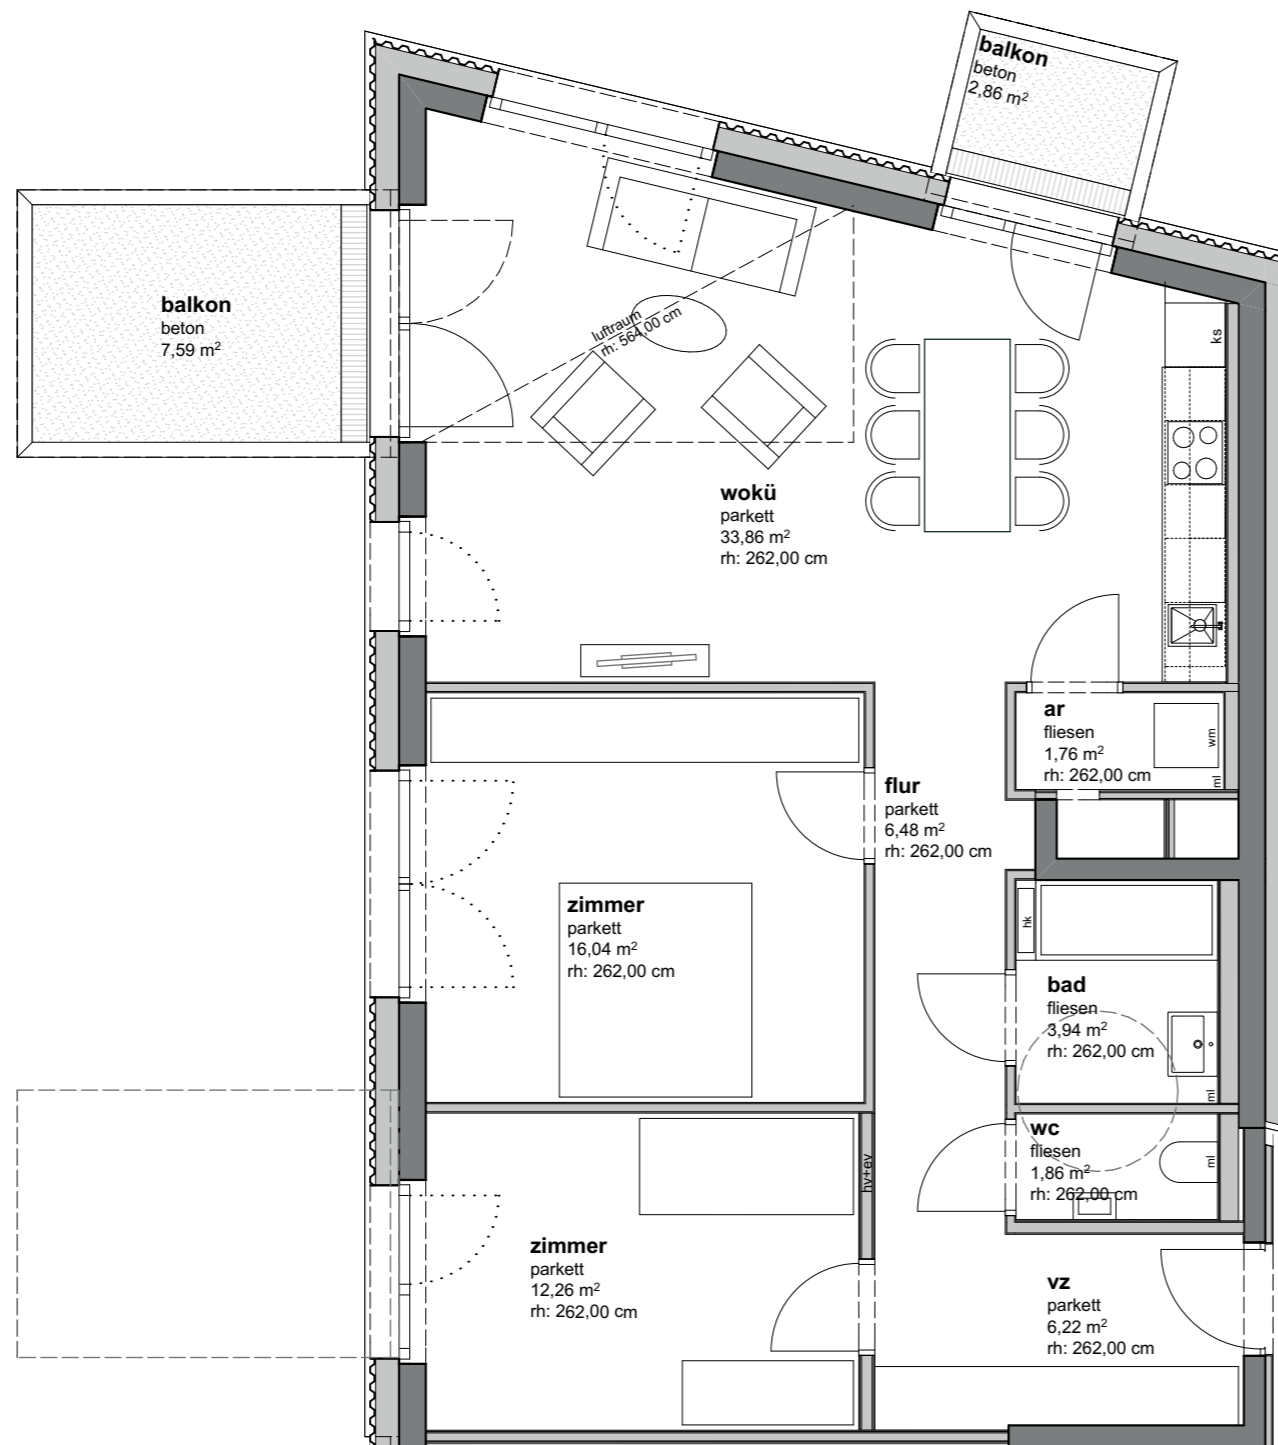 balkon
beton
2,86 m²
balkon
beton
7,59 m²
luftraum
rh: 564,00 cm
ks
wokü
parkett
33,86 m²
rh: 262,00 cm
ar
fliesen
1,76 m²
rh: 262,00 cm
wm
ml
flur
parkett
6,48 m²
rh: 262,00 cm
zimmer
parkett
16,04 m²
rh: 262,00 cm
hk
bad
fliesen
3,94 m²
rh: 262,00 cm
ml
wc
fliesen
1,86 m²
rh: 262,00 cm
ml
hv+ev
zimmer
parkett
12,26 m²
rh: 262,00 cm
vz
parkett
6,22 m²
rh: 262,00 cm